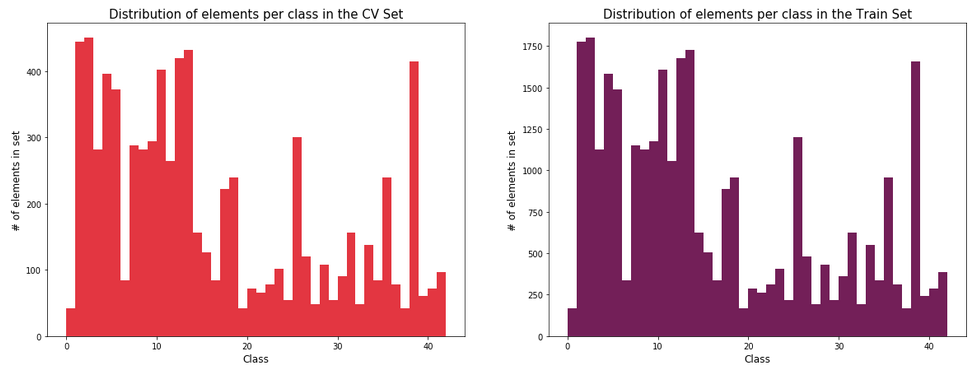 Distribution of elements per class in the CV Set
# of elements in set
400
300
200
100
0
0 10 20 30 40
Class
Distribution of elements per class in the Train Set
# of elements in set
1750
1500
1250
1000
750
500
250
0
0 10 20 30 40
Class